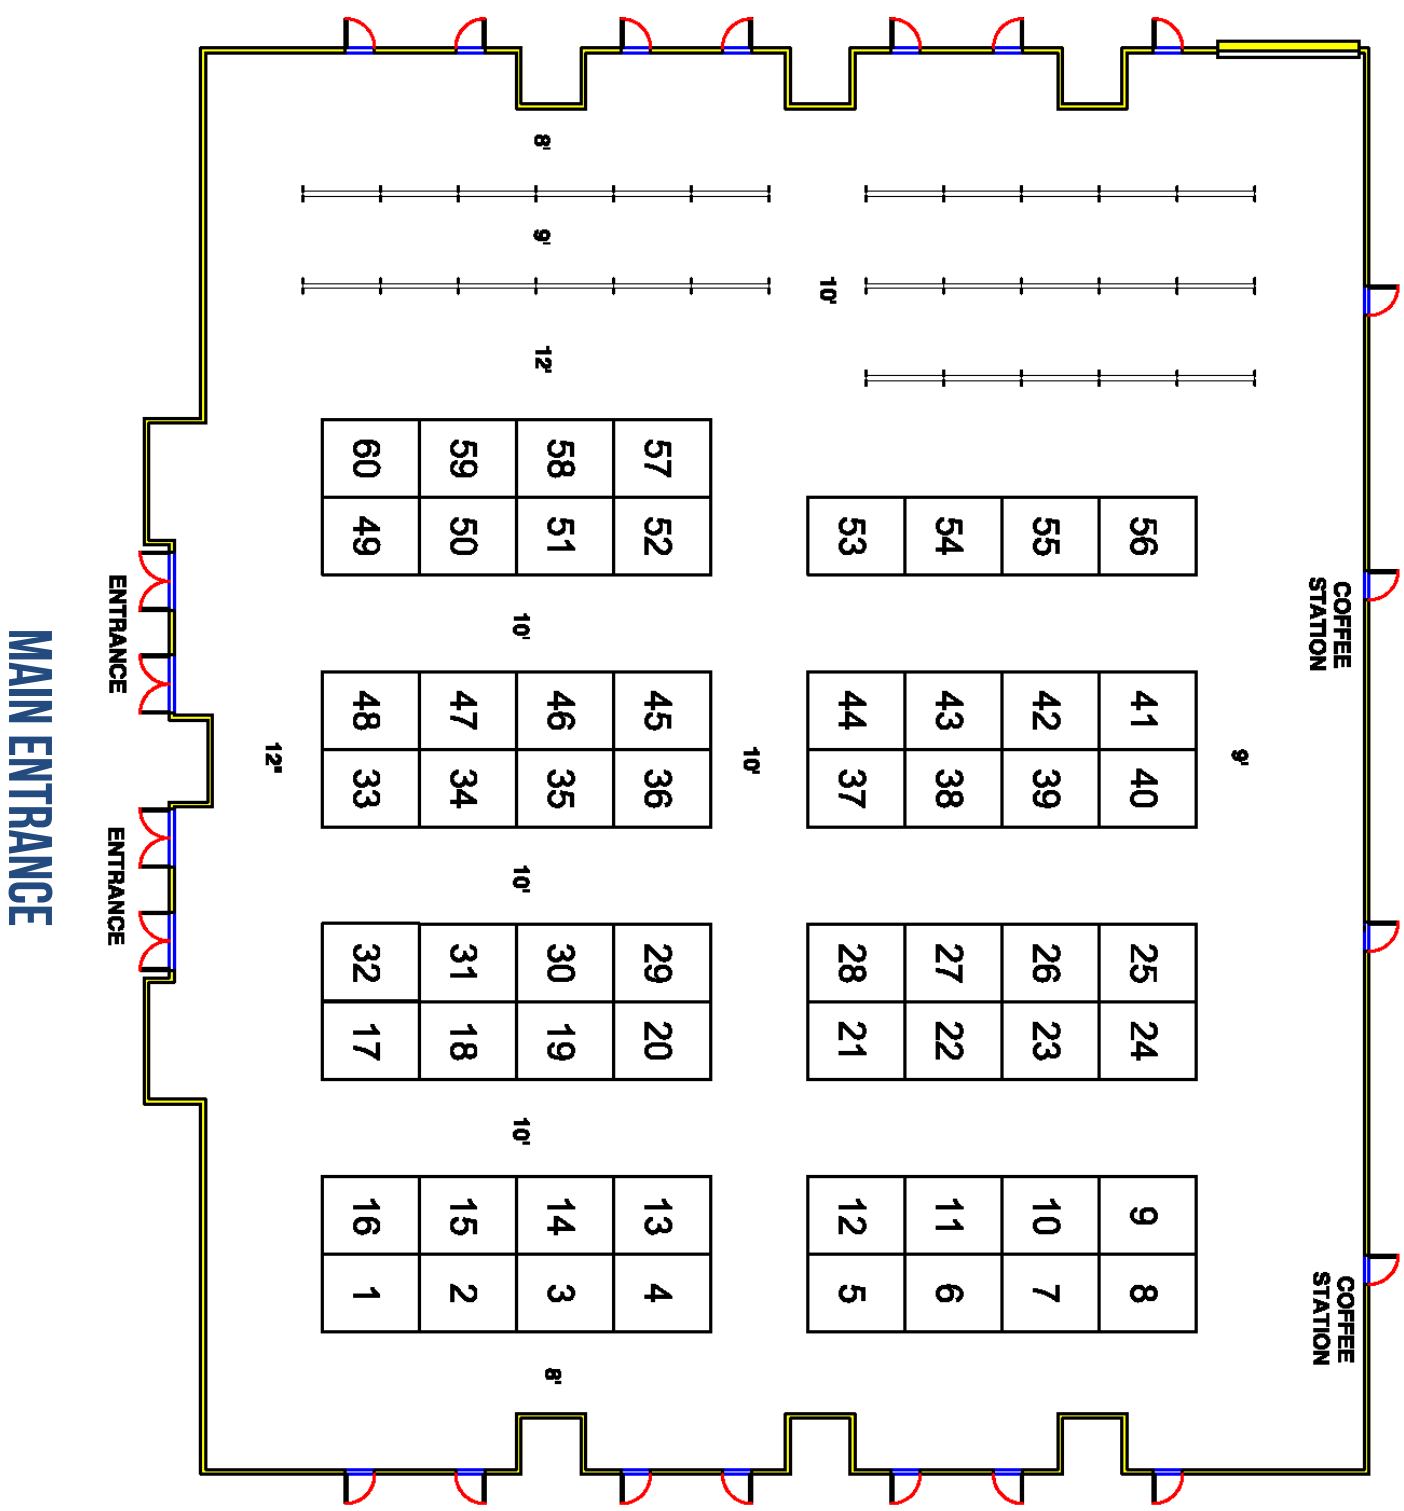 COFFEE
STATION
COFFEE
STATION
9'
56 41 40 25 24 9 8
55 42 39 26 23 10 7
54 43 38 27 22 11 6
53 44 37 28 21 12 5
10'
10'
57 52 45 36 29 20 13 4
58 51 46 35 30 19 14 3
8' 9' 12' 10' 10' 10' 8'
59 50 47 34 31 18 15 2
60 49 48 33 32 17 16 1
12"
ENTRANCE ENTRANCE
MAIN ENTRANCE